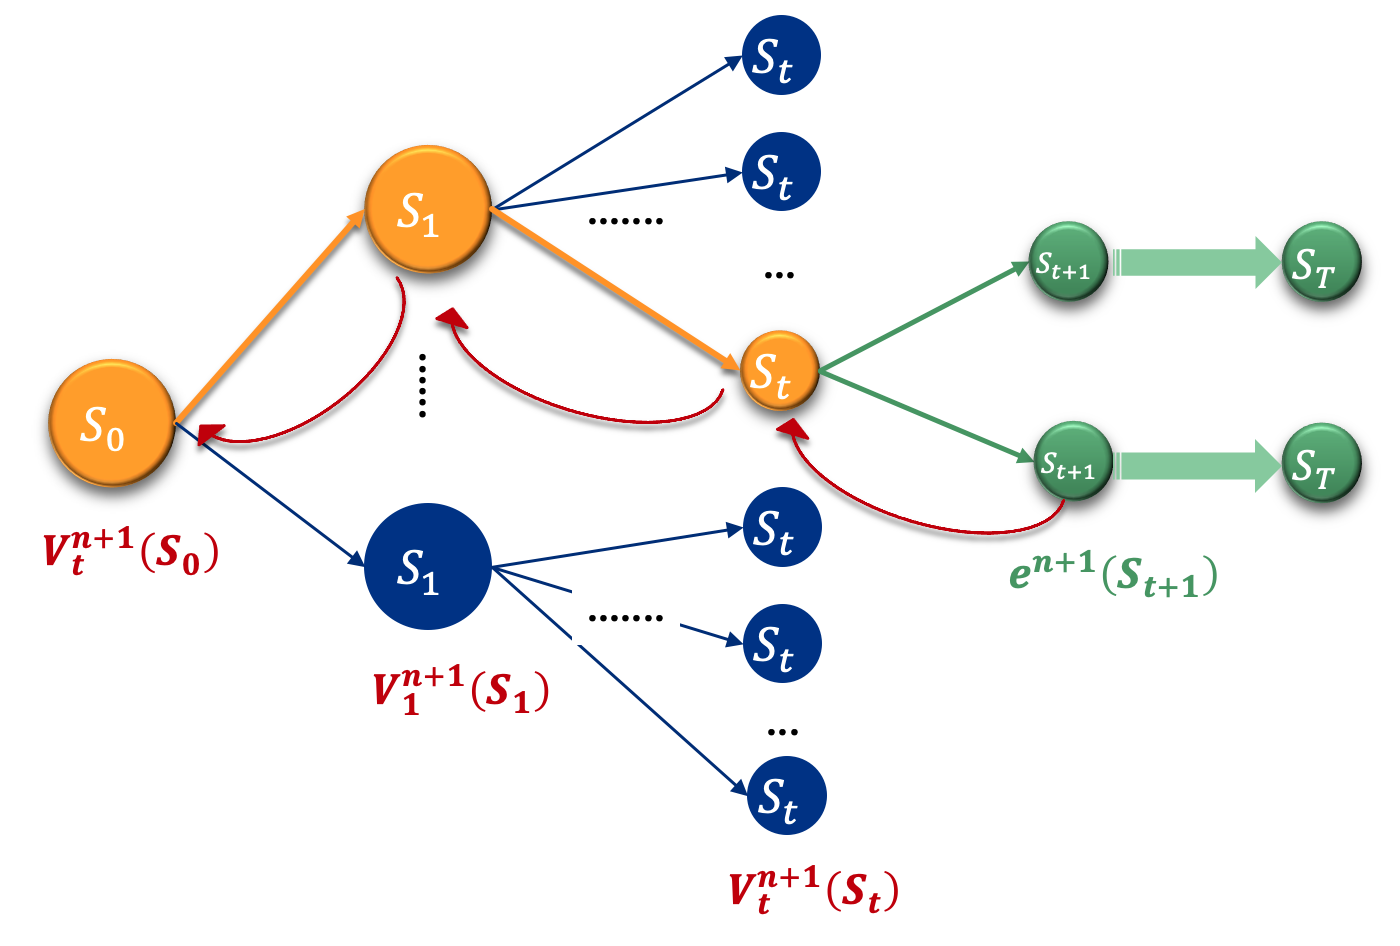 S_t
S_t
S_1
.......
...
S_{t+1}
S_T
S_t
......
S_0
S_{t+1}
S_T
V_t^{n+1}(S_0)
S_t
S_1
e^{n+1}(S_{t+1})
.......
S_t
V_1^{n+1}(S_1)
...
S_t
V_t^{n+1}(S_t)